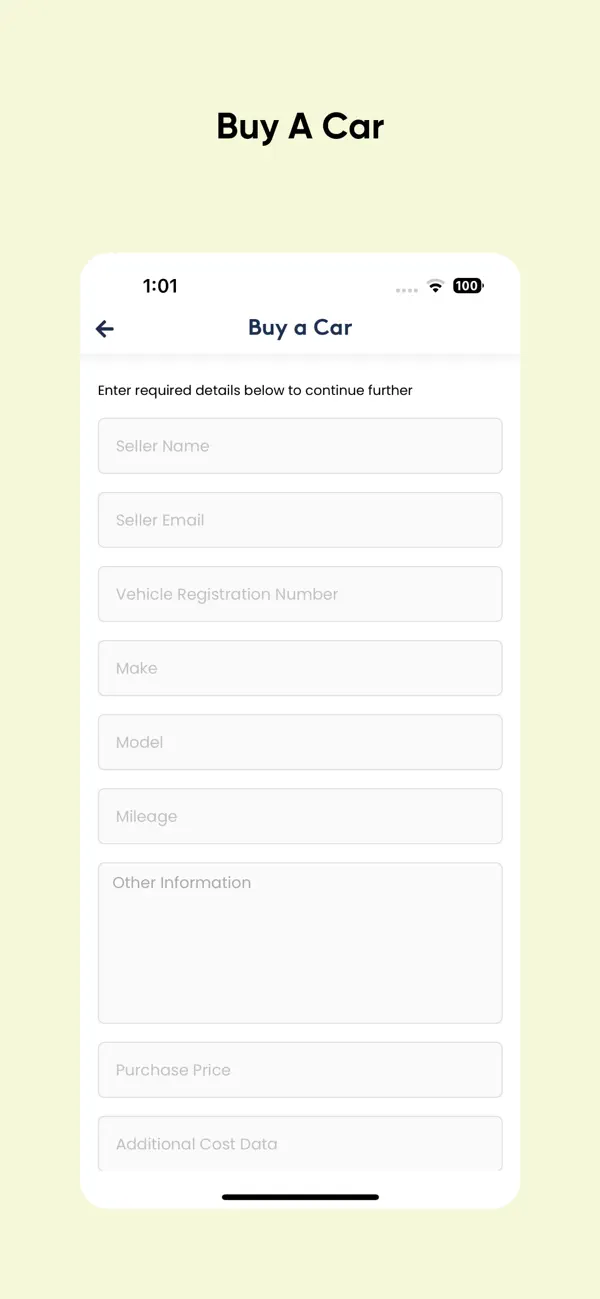 Buy A Car
1:01
100
Buy a Car
Enter required details below to continue further
Seller Name
Seller Email
Vehicle Registration Number
Make
Model
Mileage
Other Information
Purchase Price
Additional Cost Data